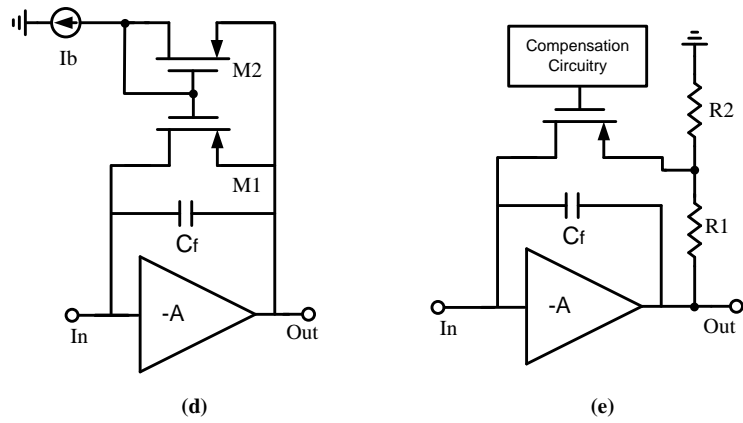 Ib
M2
M1
Cf
-A
In
Out
(d)
Compensation
Circuitry
R2
R1
Cf
-A
In
Out
(e)